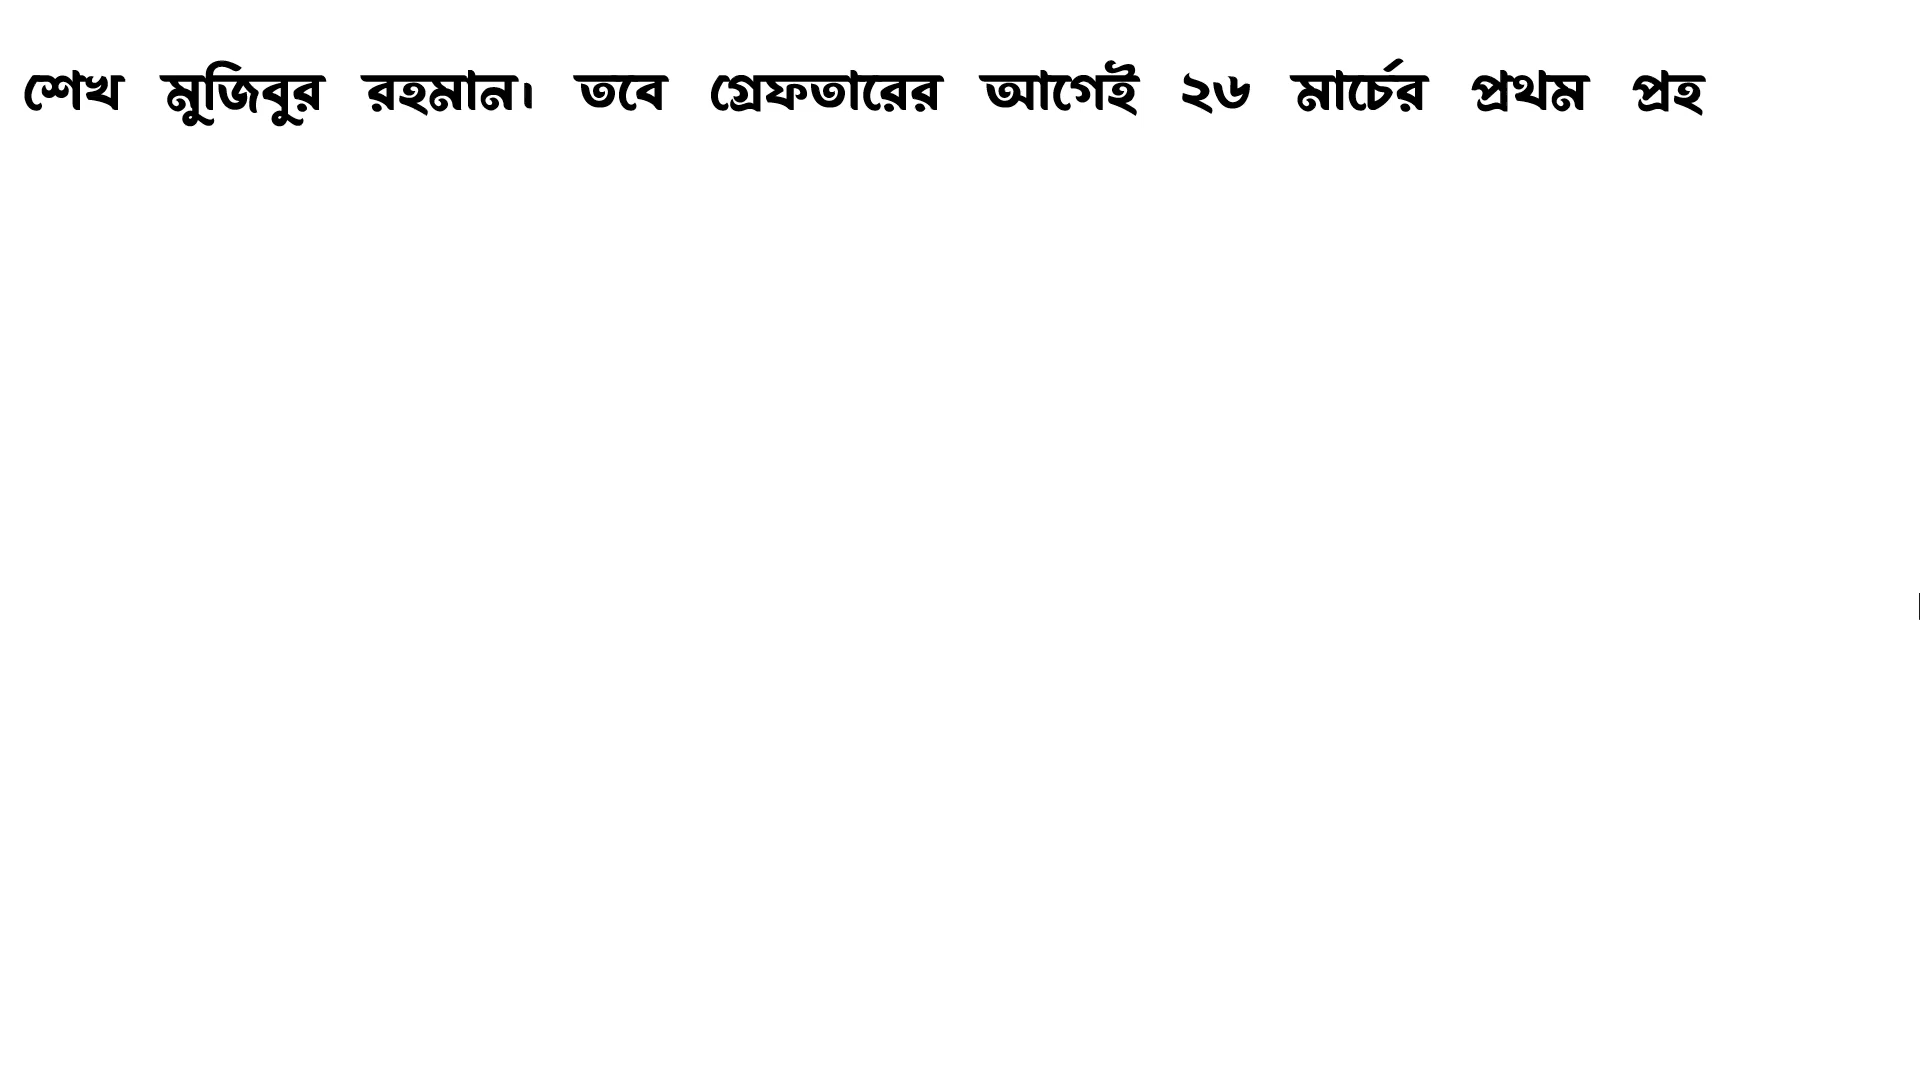 শেখ মুজিবুর রহমান। তবে গ্রেফতারের আগেই ২৬ মার্চের প্রথম প্রহ